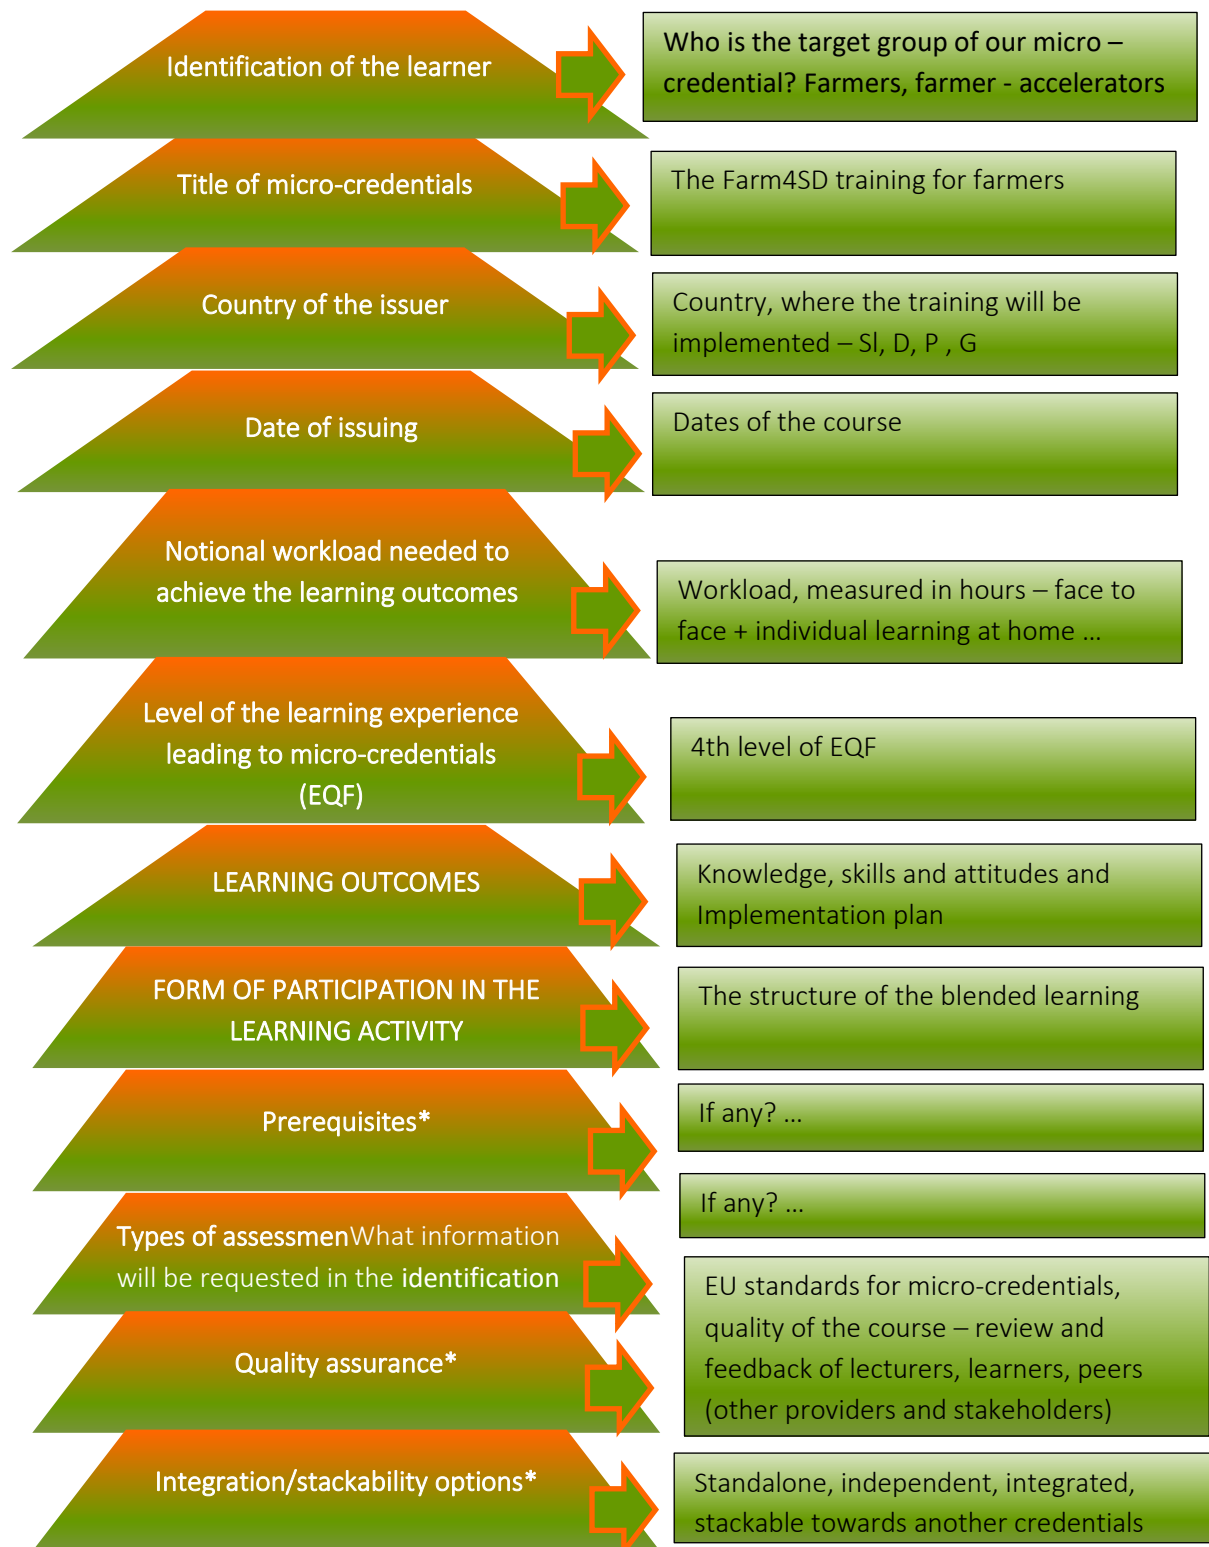 Identification of the learner
Who is the target group of our micro –
credential? Farmers, farmer - accelerators
Title of micro-credentials
The Farm4SD training for farmers
Country of the issuer
Country, where the training will be
implemented – Sl, D, P , G
Date of issuing
Dates of the course
Notional workload needed to
achieve the learning outcomes
Workload, measured in hours – face to
face + individual learning at home ...
Level of the learning experience
leading to micro-credentials
(EQF)
4th level of EQF
LEARNING OUTCOMES
Knowledge, skills and attitudes and
Implementation plan
FORM OF PARTICIPATION IN THE
LEARNING ACTIVITY
The structure of the blended learning
Prerequisites*
If any? ...
Types of assessmenWhat information
will be requested in the identification
If any? ...
Quality assurance*
EU standards for micro-credentials,
quality of the course – review and
feedback of lecturers, learners, peers
(other providers and stakeholders)
Integration/stackability options*
Standalone, independent, integrated,
stackable towards another credentials